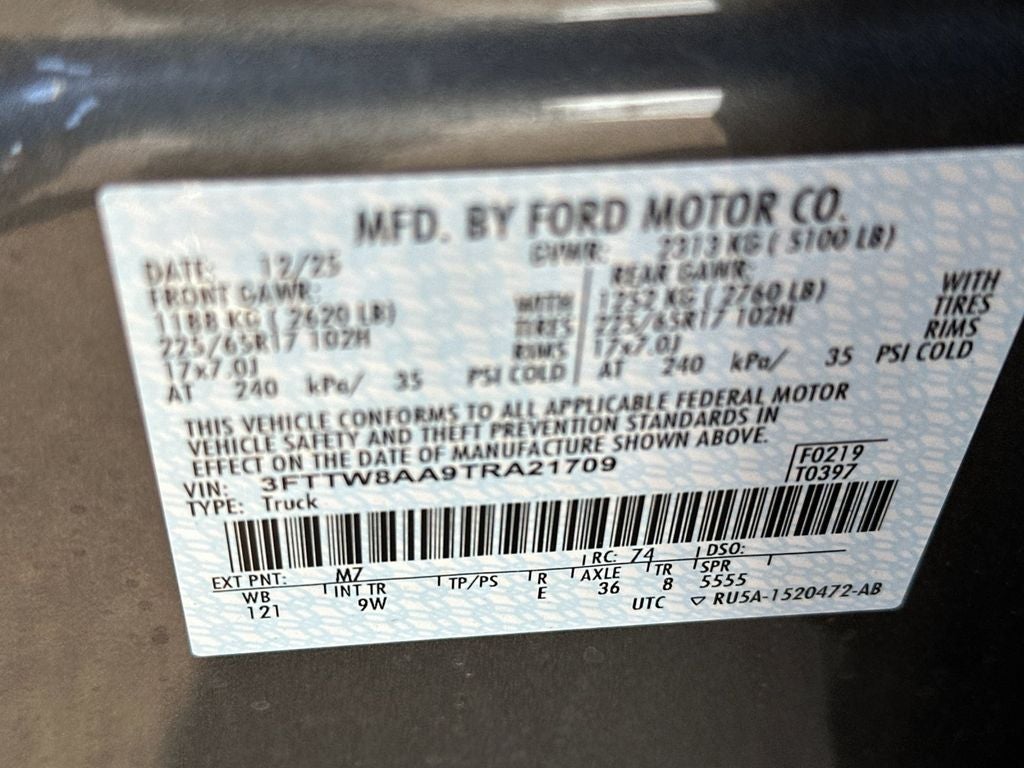 MFD. BY FORD MOTOR CO.
DATE: 12/25 GVWR: 2313 KG ( 5100 LB)
FRONT GAWR: REAR GAWR:
1188 KG ( 2620 LB) WITH 1252 KG ( 2760 LB) WITH
225/65R17 102H TIRES 225/65R17 102H TIRES
17x7.0J RIMS 17x7.0J RIMS
AT 240 kPa/ 35 PSI COLD AT 240 kPa/ 35 PSI COLD
THIS VEHICLE CONFORMS TO ALL APPLICABLE FEDERAL MOTOR
VEHICLE SAFETY AND THEFT PREVENTION STANDARDS IN
EFFECT ON THE DATE OF MANUFACTURE SHOWN ABOVE.
VIN: 3FTTW8AA9TRA21709 F0219
TYPE: Truck T0397
EXT PNT: M7 RC: 74 DSO:
WB INT TR TP/PS R AXLE TR SPR
121 9W E 36 8 5555
UTC ▽ RU5A-1520472-AB